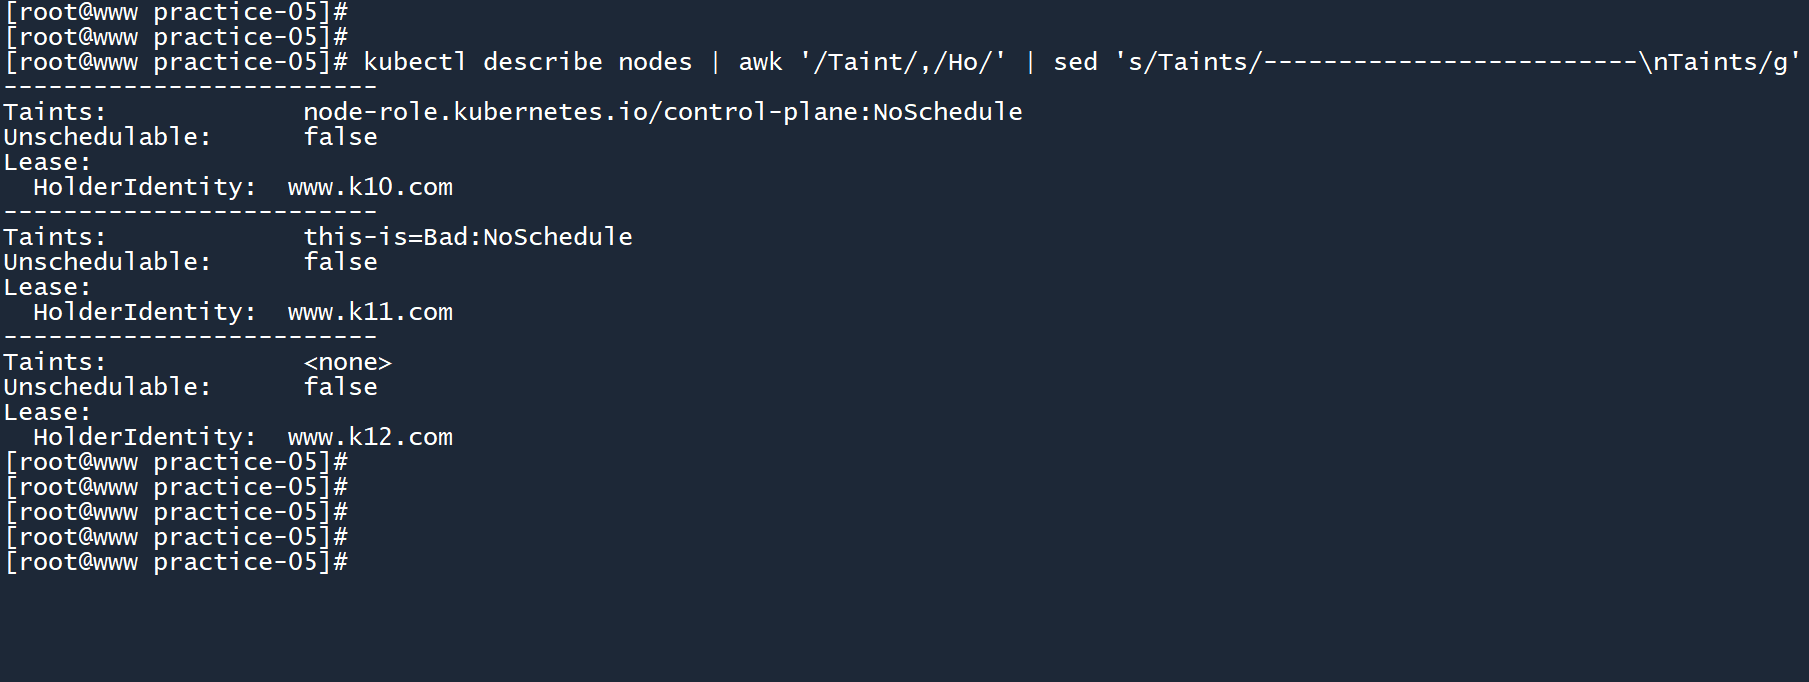 [root@www practice-05]#
[root@www practice-05]#
[root@www practice-05]# kubectl describe nodes | awk '/Taint/,/Ho/' | sed 's/Taints/-------------------------\nTaints/g'
-------------------------
Taints:             node-role.kubernetes.io/control-plane:NoSchedule
Unschedulable:      false
Lease:
  HolderIdentity:  www.k10.com
-------------------------
Taints:             this-is=Bad:NoSchedule
Unschedulable:      false
Lease:
  HolderIdentity:  www.k11.com
-------------------------
Taints:             <none>
Unschedulable:      false
Lease:
  HolderIdentity:  www.k12.com
[root@www practice-05]#
[root@www practice-05]#
[root@www practice-05]#
[root@www practice-05]#
[root@www practice-05]#